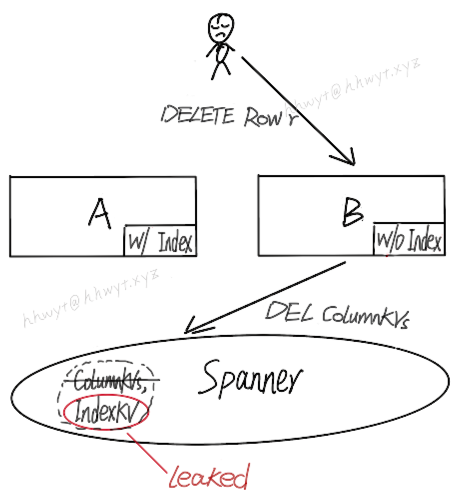 hhwyt@hhwyt.xyz
DELETE Row r
A
W/ Index
B
W/o Index
hhwyt@hhwyt.xyz
DEL ColumnKVs
ColumnKVs,
IndexKV
Spanner
Leaked